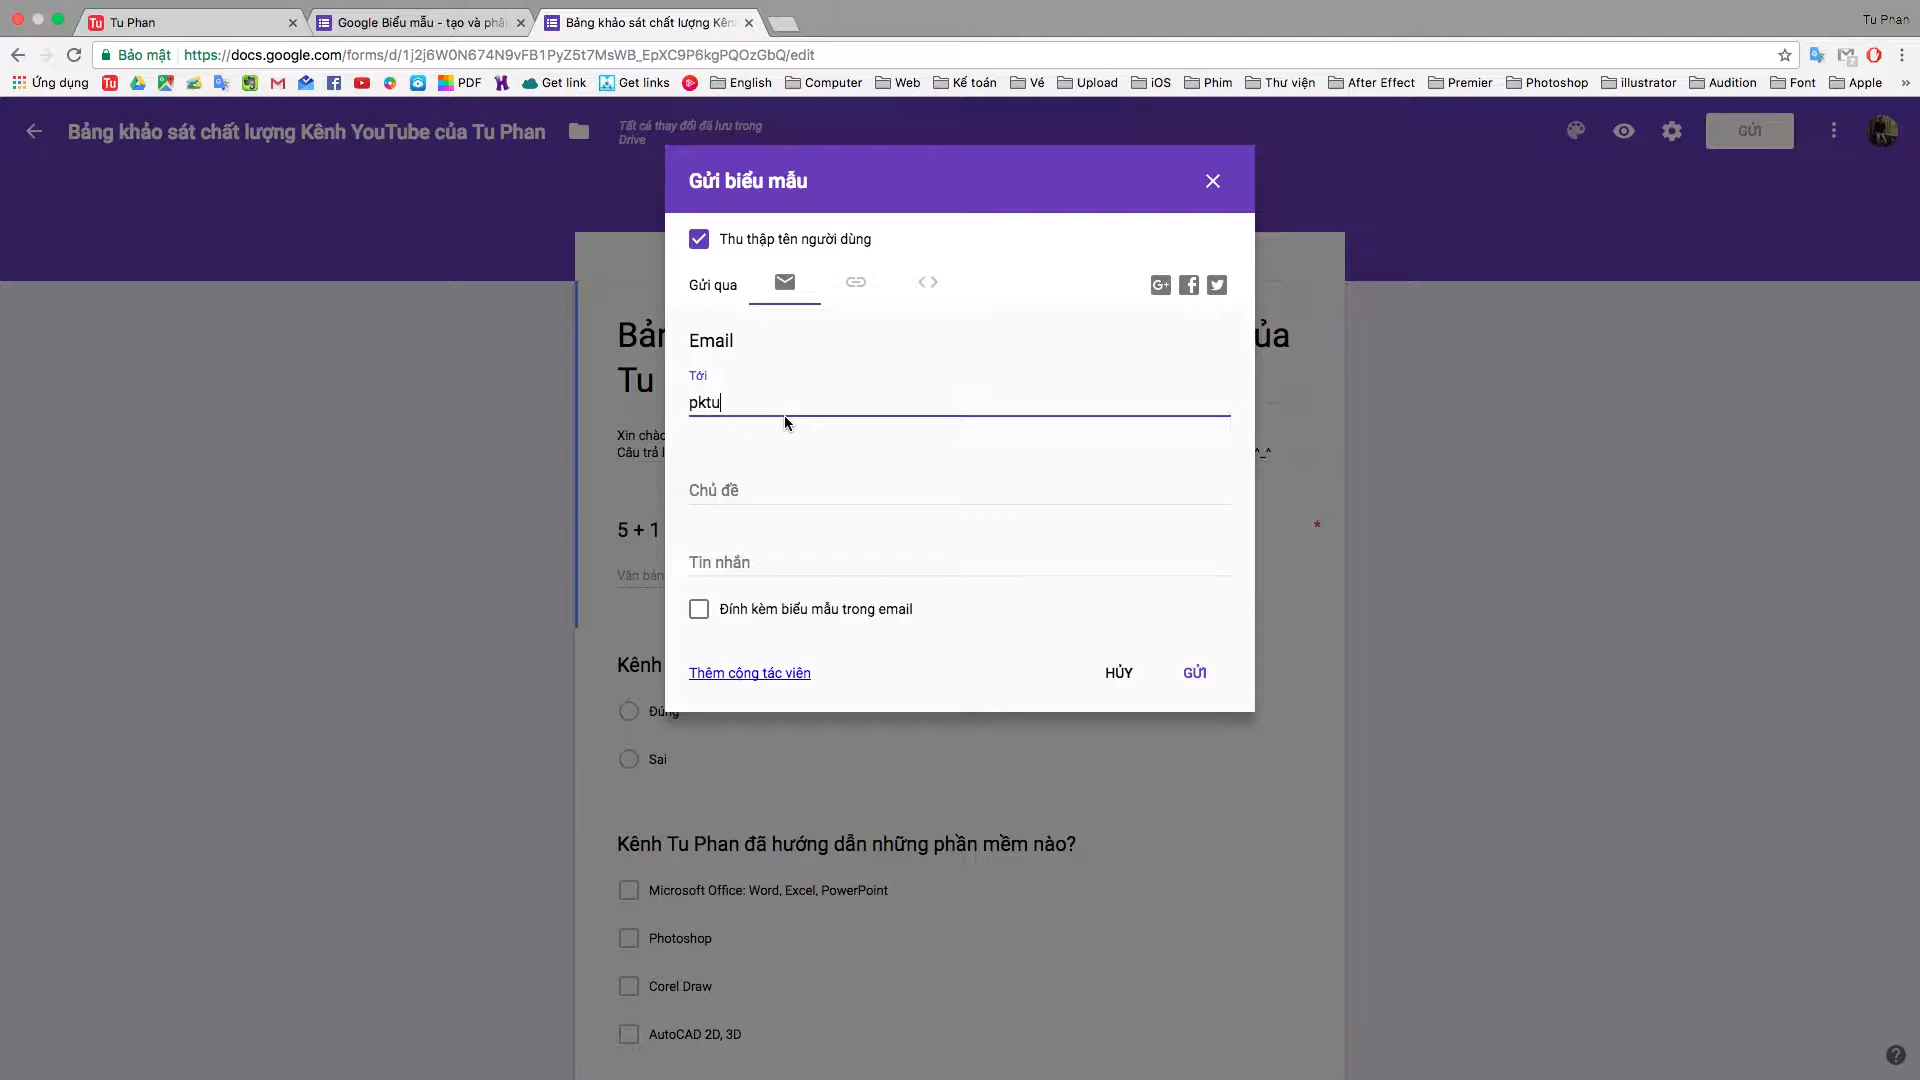 Tu Phan
Google Biểu mẫu - tạo và phâ
Bảng khảo sát chất lượng Kên
Tu Phan
Bảo mật
https://docs.google.com/forms/d/1j2j6W0N674N9vFB1PyZ5t7MsWB_EpXC9P6kgPQOzGbQ/edit
Ứng dụng
PDF
Get link
Get links
English
Computer
Web
Kế toán
Vé
Upload
iOS
Phim
Thư viện
After Effect
Premier
Photoshop
illustrator
Audition
Font
Apple
»
Bảng khảo sát chất lượng Kênh YouTube của Tu Phan
Tất cả thay đổi đã lưu trong
Drive
GỬI
Gửi biểu mẫu
Thu thập tên người dùng
Gửi qua
Email
Tới
pktu
Chủ đề
Tin nhắn
Đính kèm biểu mẫu trong email
Thêm cộng tác viên
HỦY
GỬI
Bản
ủa
Tu
Xin chào
Câu trả l
^_^
5 + 1
*
Văn bản
Kênh
Đúng
Sai
Kênh Tu Phan đã hướng dẫn những phần mềm nào?
Microsoft Office: Word, Excel, PowerPoint
Photoshop
Corel Draw
AutoCAD 2D, 3D